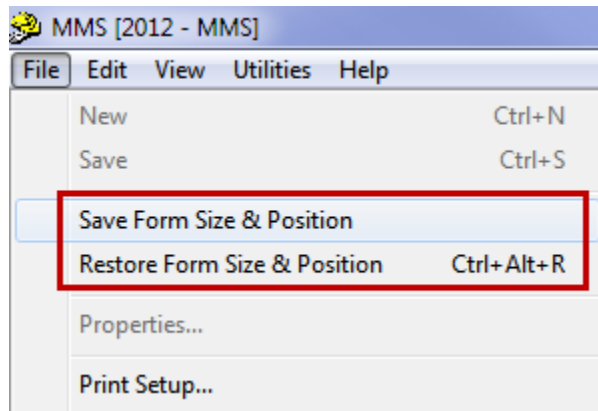 MMS [2012 - MMS]
File Edit View Utilities Help
New Ctrl+N
Save Ctrl+S
Save Form Size & Position
Restore Form Size & Position Ctrl+Alt+R
Properties...
Print Setup...